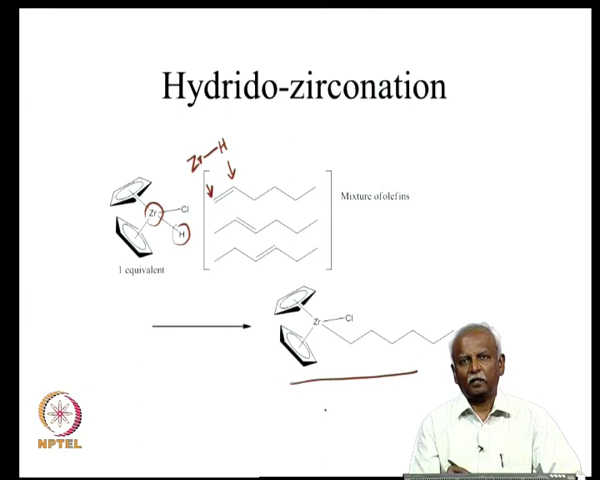 Hydrido-zirconation
Zr-H
Zr
Cl
H
Mixture of olefins
1 equivalent
Zr
Cl
NPTEL